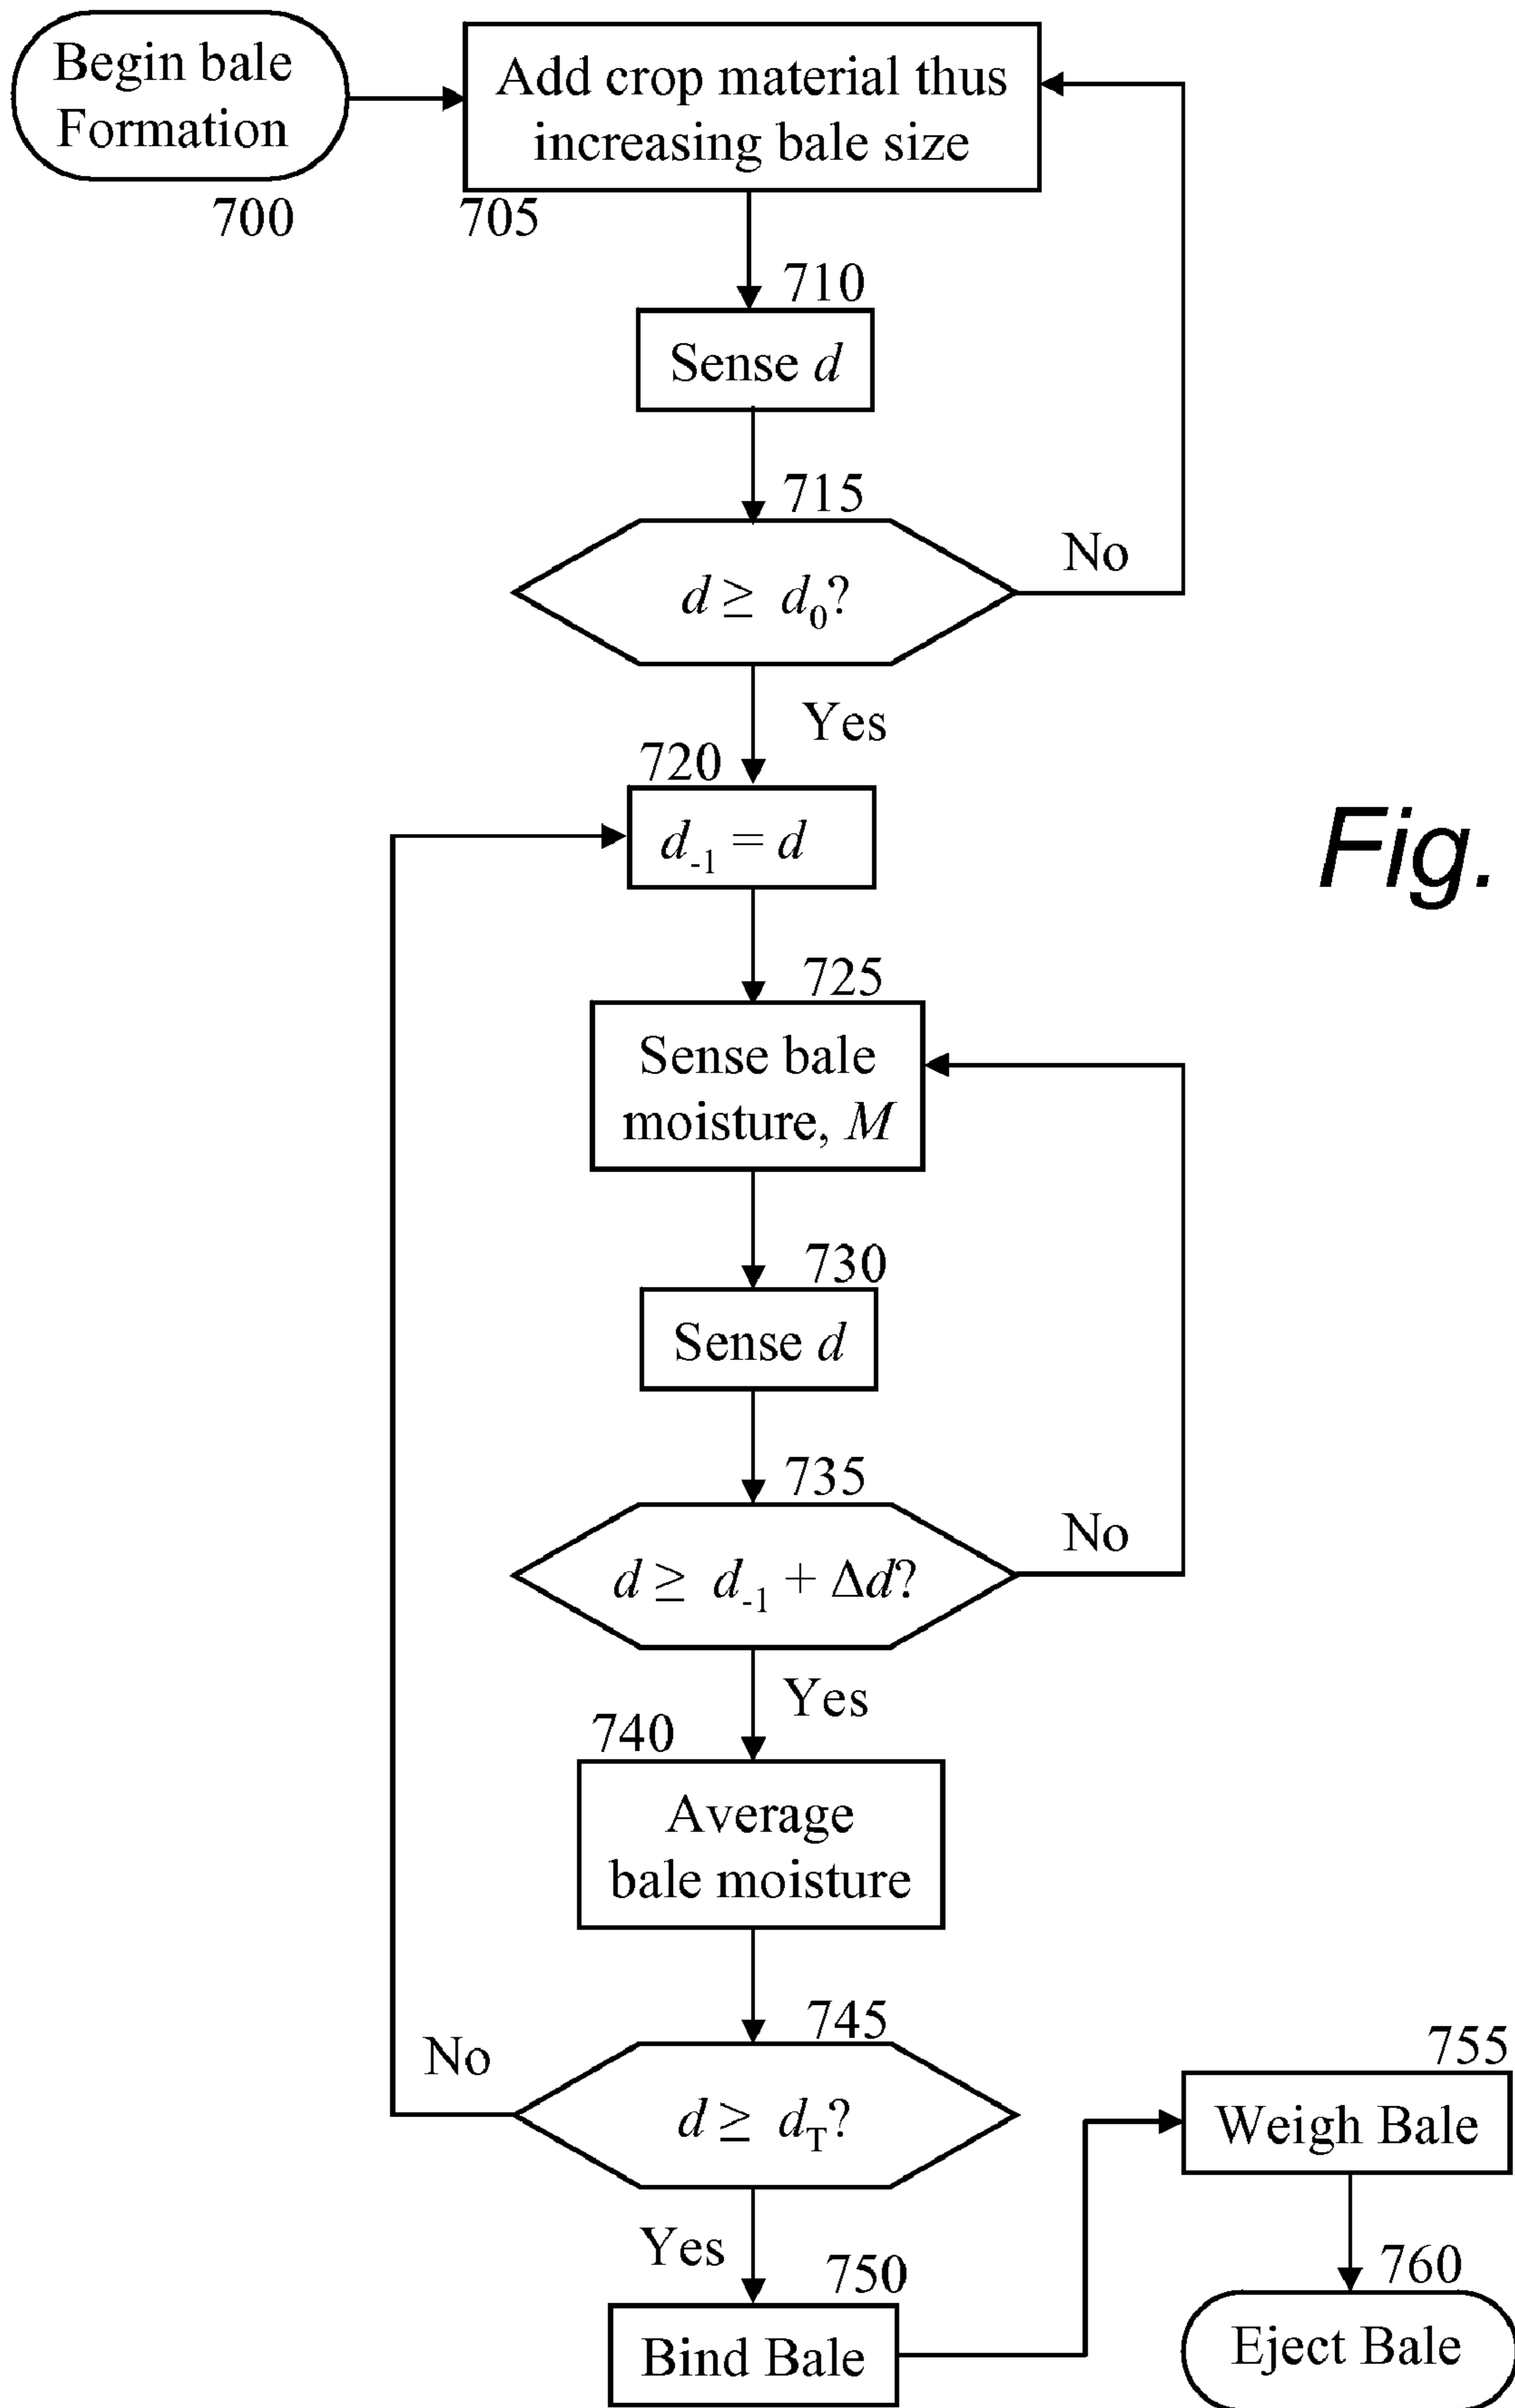 Begin bale
Formation
700
Add crop material thus
increasing bale size
705
710
Sense d
715
d ≥ d₀?
No
Yes
720
d₋₁ = d
Fig.
725
Sense bale
moisture, M
730
Sense d
735
d ≥ d₋₁ + Δd?
No
Yes
740
Average
bale moisture
745
d ≥ d_T?
No
Yes
750
Bind Bale
755
Weigh Bale
760
Eject Bale